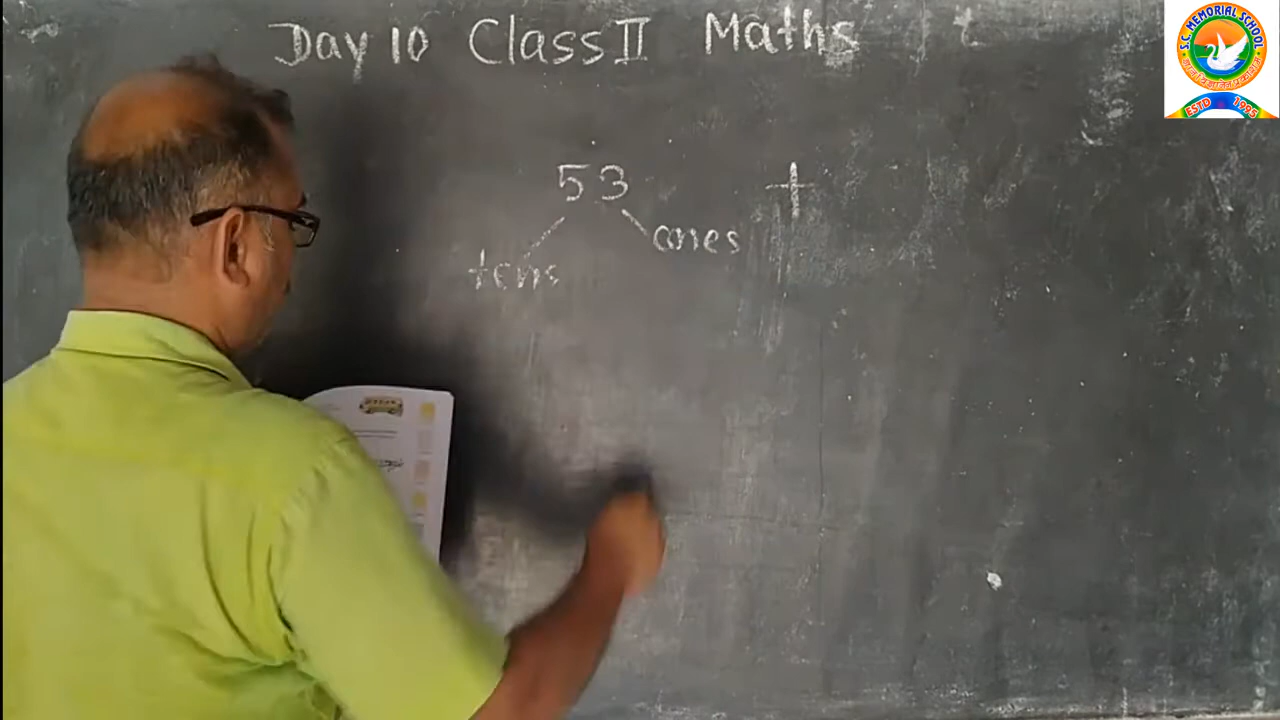 Day 10 Class II Maths
53 +
tens ones
S.C. MEMORIAL SCHOOL
ESTD 1995